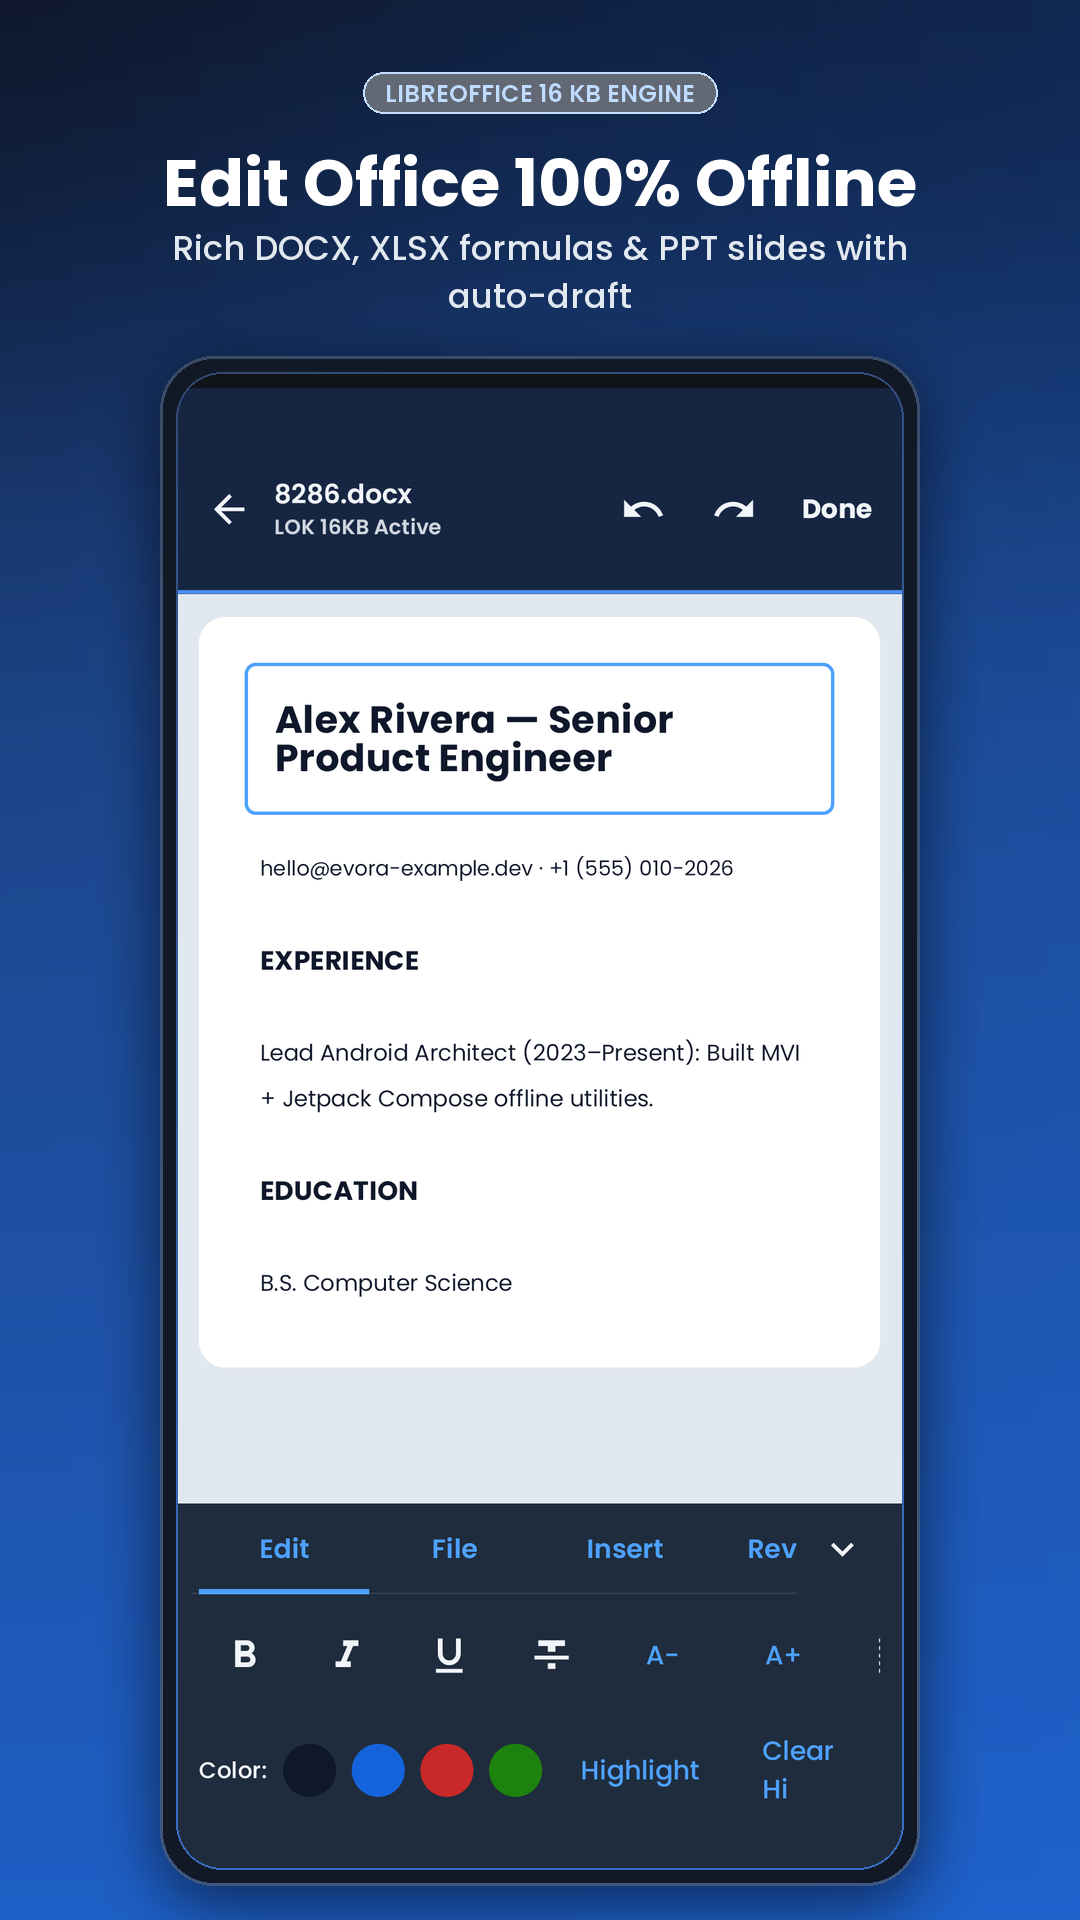 LIBREOFFICE 16 KB ENGINE
Edit Office 100% Offline
Rich DOCX, XLSX formulas & PPT slides with
auto-draft
8286.docx
LOK 16KB Active
Done
Alex Rivera — Senior
Product Engineer
hello@evora-example.dev · +1 (555) 010-2026
EXPERIENCE
Lead Android Architect (2023–Present): Built MVI
+ Jetpack Compose offline utilities.
EDUCATION
B.S. Computer Science
Edit File Insert Rev
B I U A- A+
Color: Highlight Clear
Hi